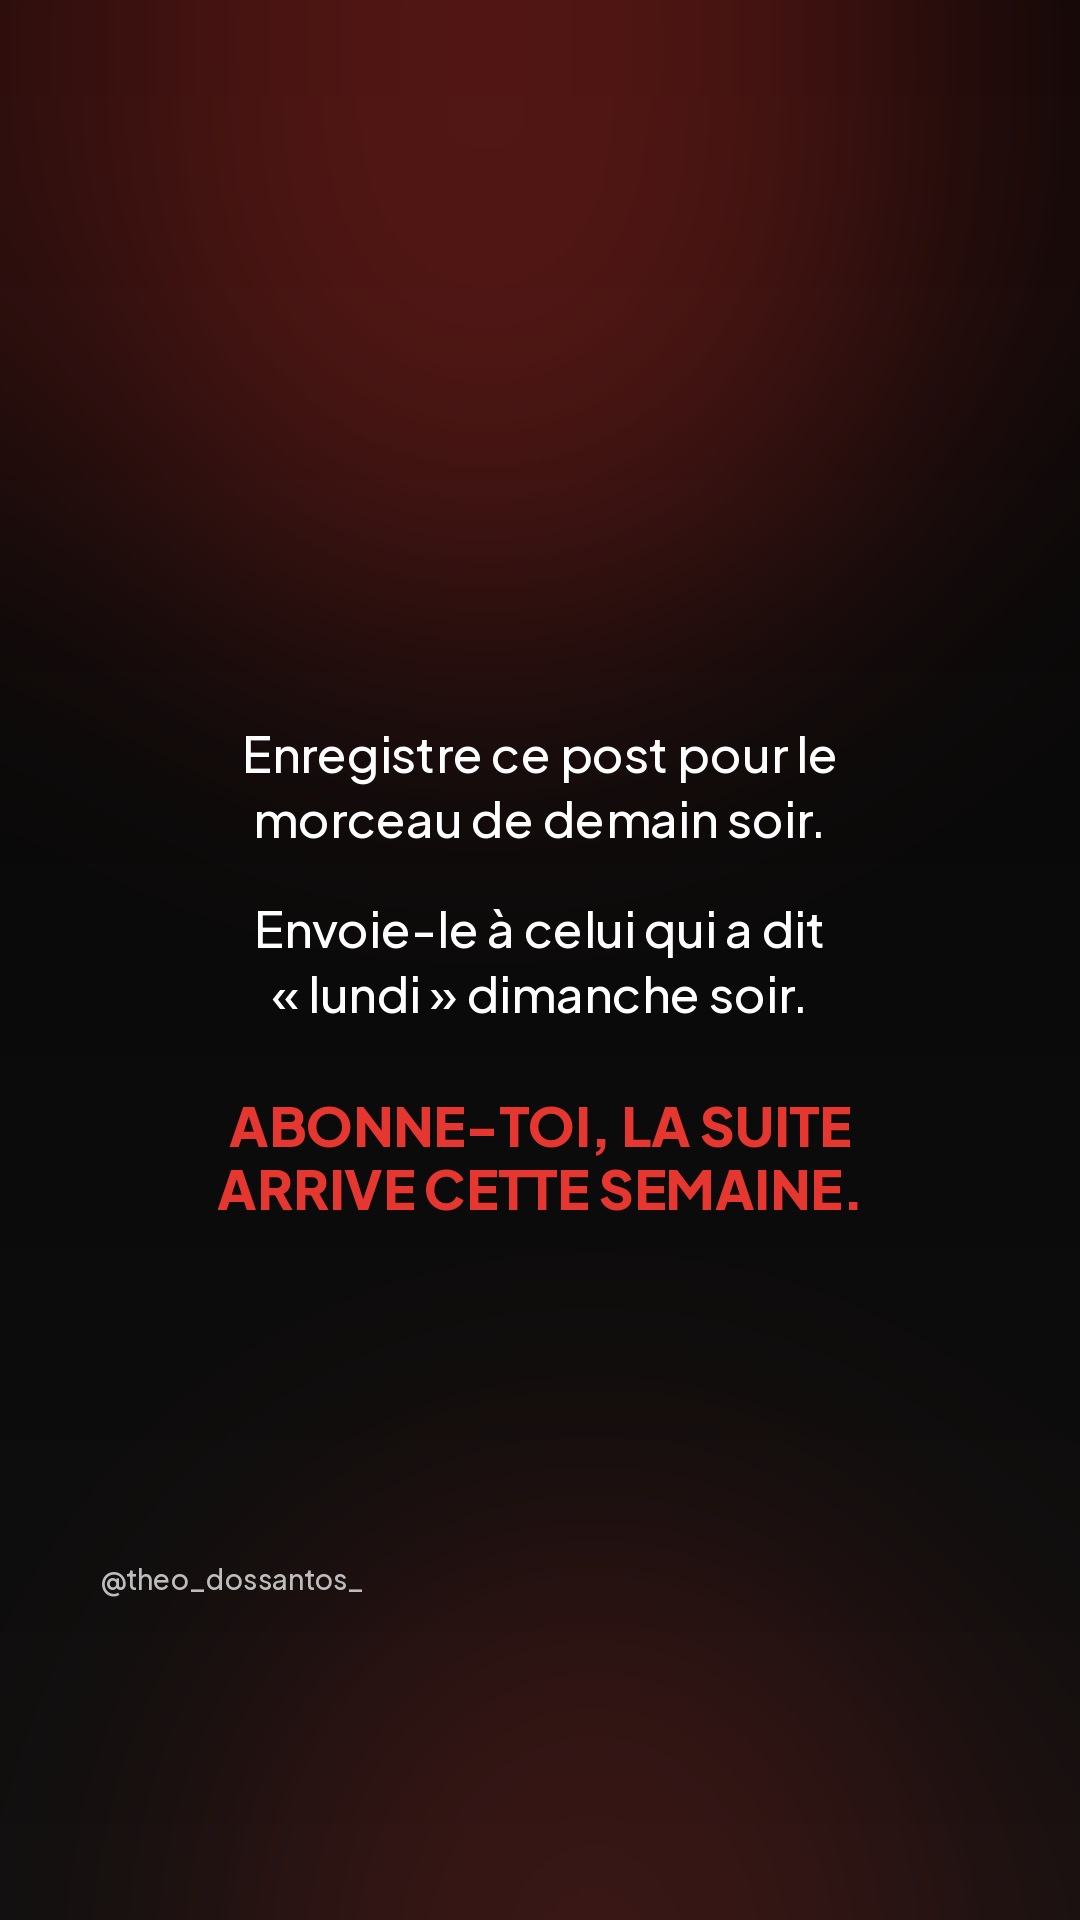 Enregistre ce post pour le
morceau de demain soir.
Envoie-le à celui qui a dit
« lundi » dimanche soir.
ABONNE-TOI, LA SUITE
ARRIVE CETTE SEMAINE.
@theo_dossantos_